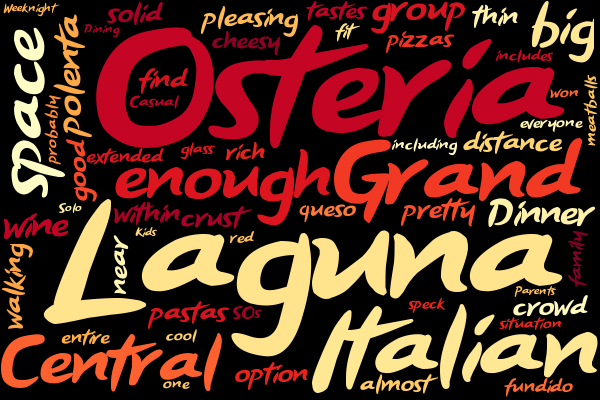 Weeknight
solid
pleasing
tastes
group
thin
big
Dining
cheesy
fit
pizzas
includes
space
probably
Polenta
good
Osteria
find
Casual
won
meatballs
everyone
extended
glass
rich
including
distance
enough
Grand
Solo
wine
within
crust
queso
pretty
Dinner
Kids
red
near
walking
Laguna
family
Parents
pastas
SOs
speck
crowd
situation
entire
cool
Italian
Central
one
option
almost
fundido